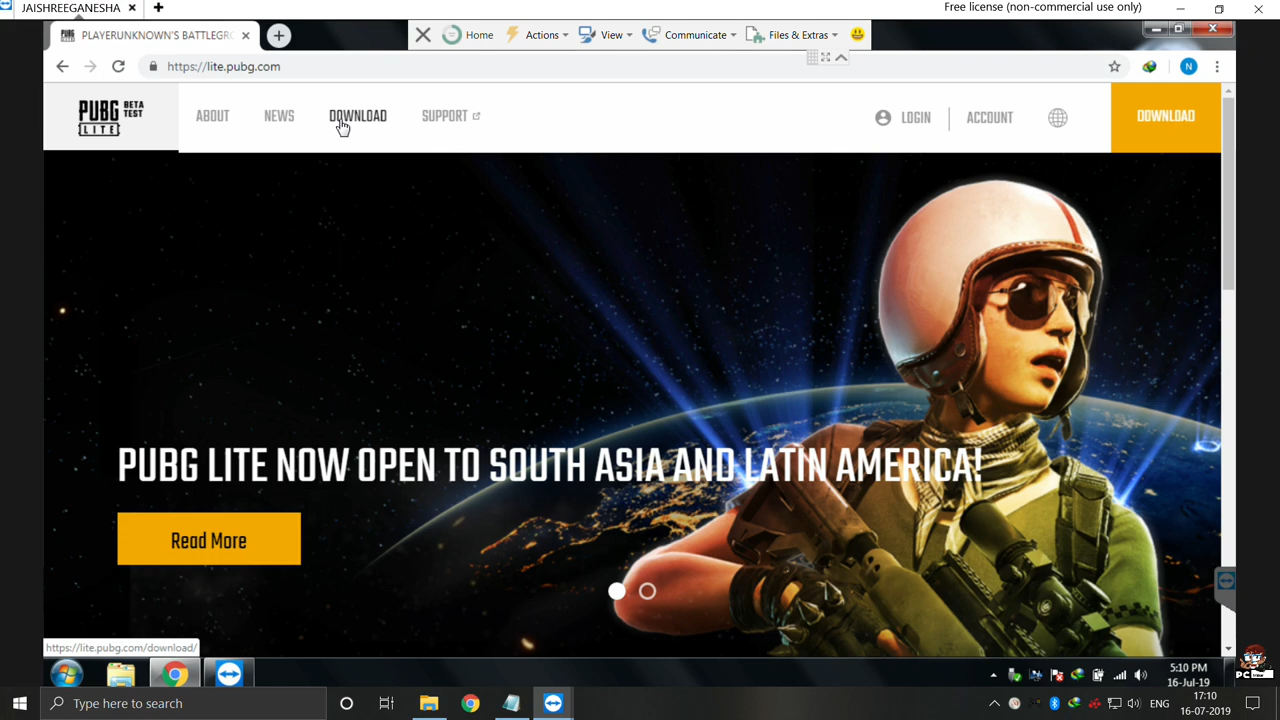 JAISHREEGANESHA
Free license (non-commercial use only)
PLAYERUNKNOWN'S BATTLEGR
Actions
View
Communicate
Files & Extras
https://lite.pubg.com
N
PUBG BETA TEST LITE
ABOUT
NEWS
DOWNLOAD
SUPPORT
LOGIN
ACCOUNT
DOWNLOAD
PUBG LITE NOW OPEN TO SOUTH ASIA AND LATIN AMERICA!
Read More
https://lite.pubg.com/download/
5:10 PM
16-Jul-19
PC
Type here to search
ENG
17:10
16-07-2019